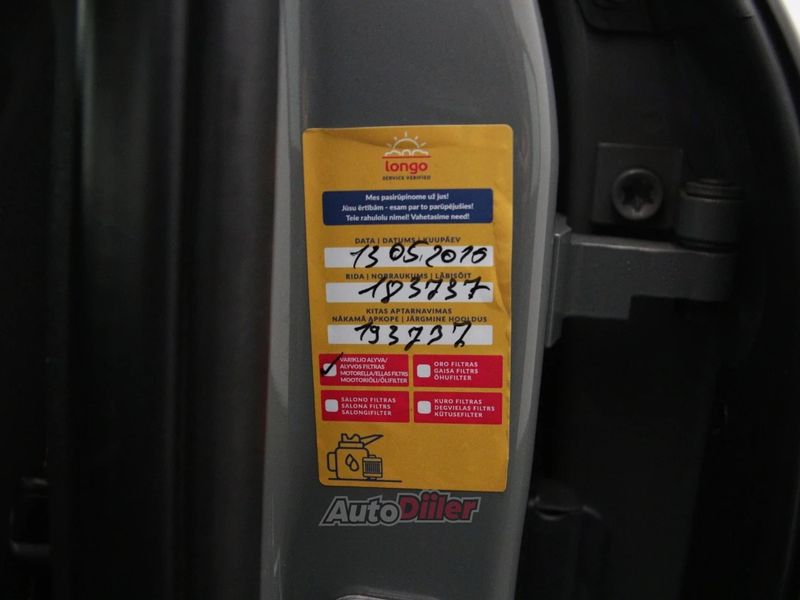 longo
SERVICE VERIFIED
Mes pasirūpinome už jus!
Jūsu ērtībām - esam par to parūpējušies!
Teie rahulolu nimel! Vahetasime need!
DATA | DATUMS | KUUPÄEV
13 05.2010
RIDA | NOBRAUKUMS | LÄBISÕIT
183737
KITAS APTARNAVIMAS
NĀKAMĀ APKOPE | JÄRGMINE HOOLDUS
193737
VARIKLIO ALYVA/
ALYVOS FILTRAS
MOTORELLA/ELLAS FILTRS
MOOTORIÕLI/ÕLIFILTER
ORO FILTRAS
GAISA FILTRS
ÕHUFILTER
SALONO FILTRAS
SALONA FILTRS
SALONGIFILTER
KURO FILTRAS
DEGVIELAS FILTRS
KÜTUSEFILTER
AutoDiiler